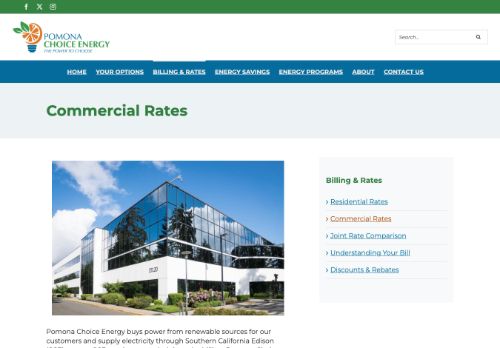 POMONA
CHOICE ENERGY
THE POWER TO CHOOSE
Search...
HOME YOUR OPTIONS BILLING & RATES ENERGY SAVINGS ENERGY PROGRAMS ABOUT CONTACT US
Commercial Rates
1120
Billing & Rates
Residential Rates
Commercial Rates
Joint Rate Comparison
Understanding Your Bill
Discounts & Rebates
Pomona Choice Energy buys power from renewable sources for our
customers and supply electricity through Southern California Edison